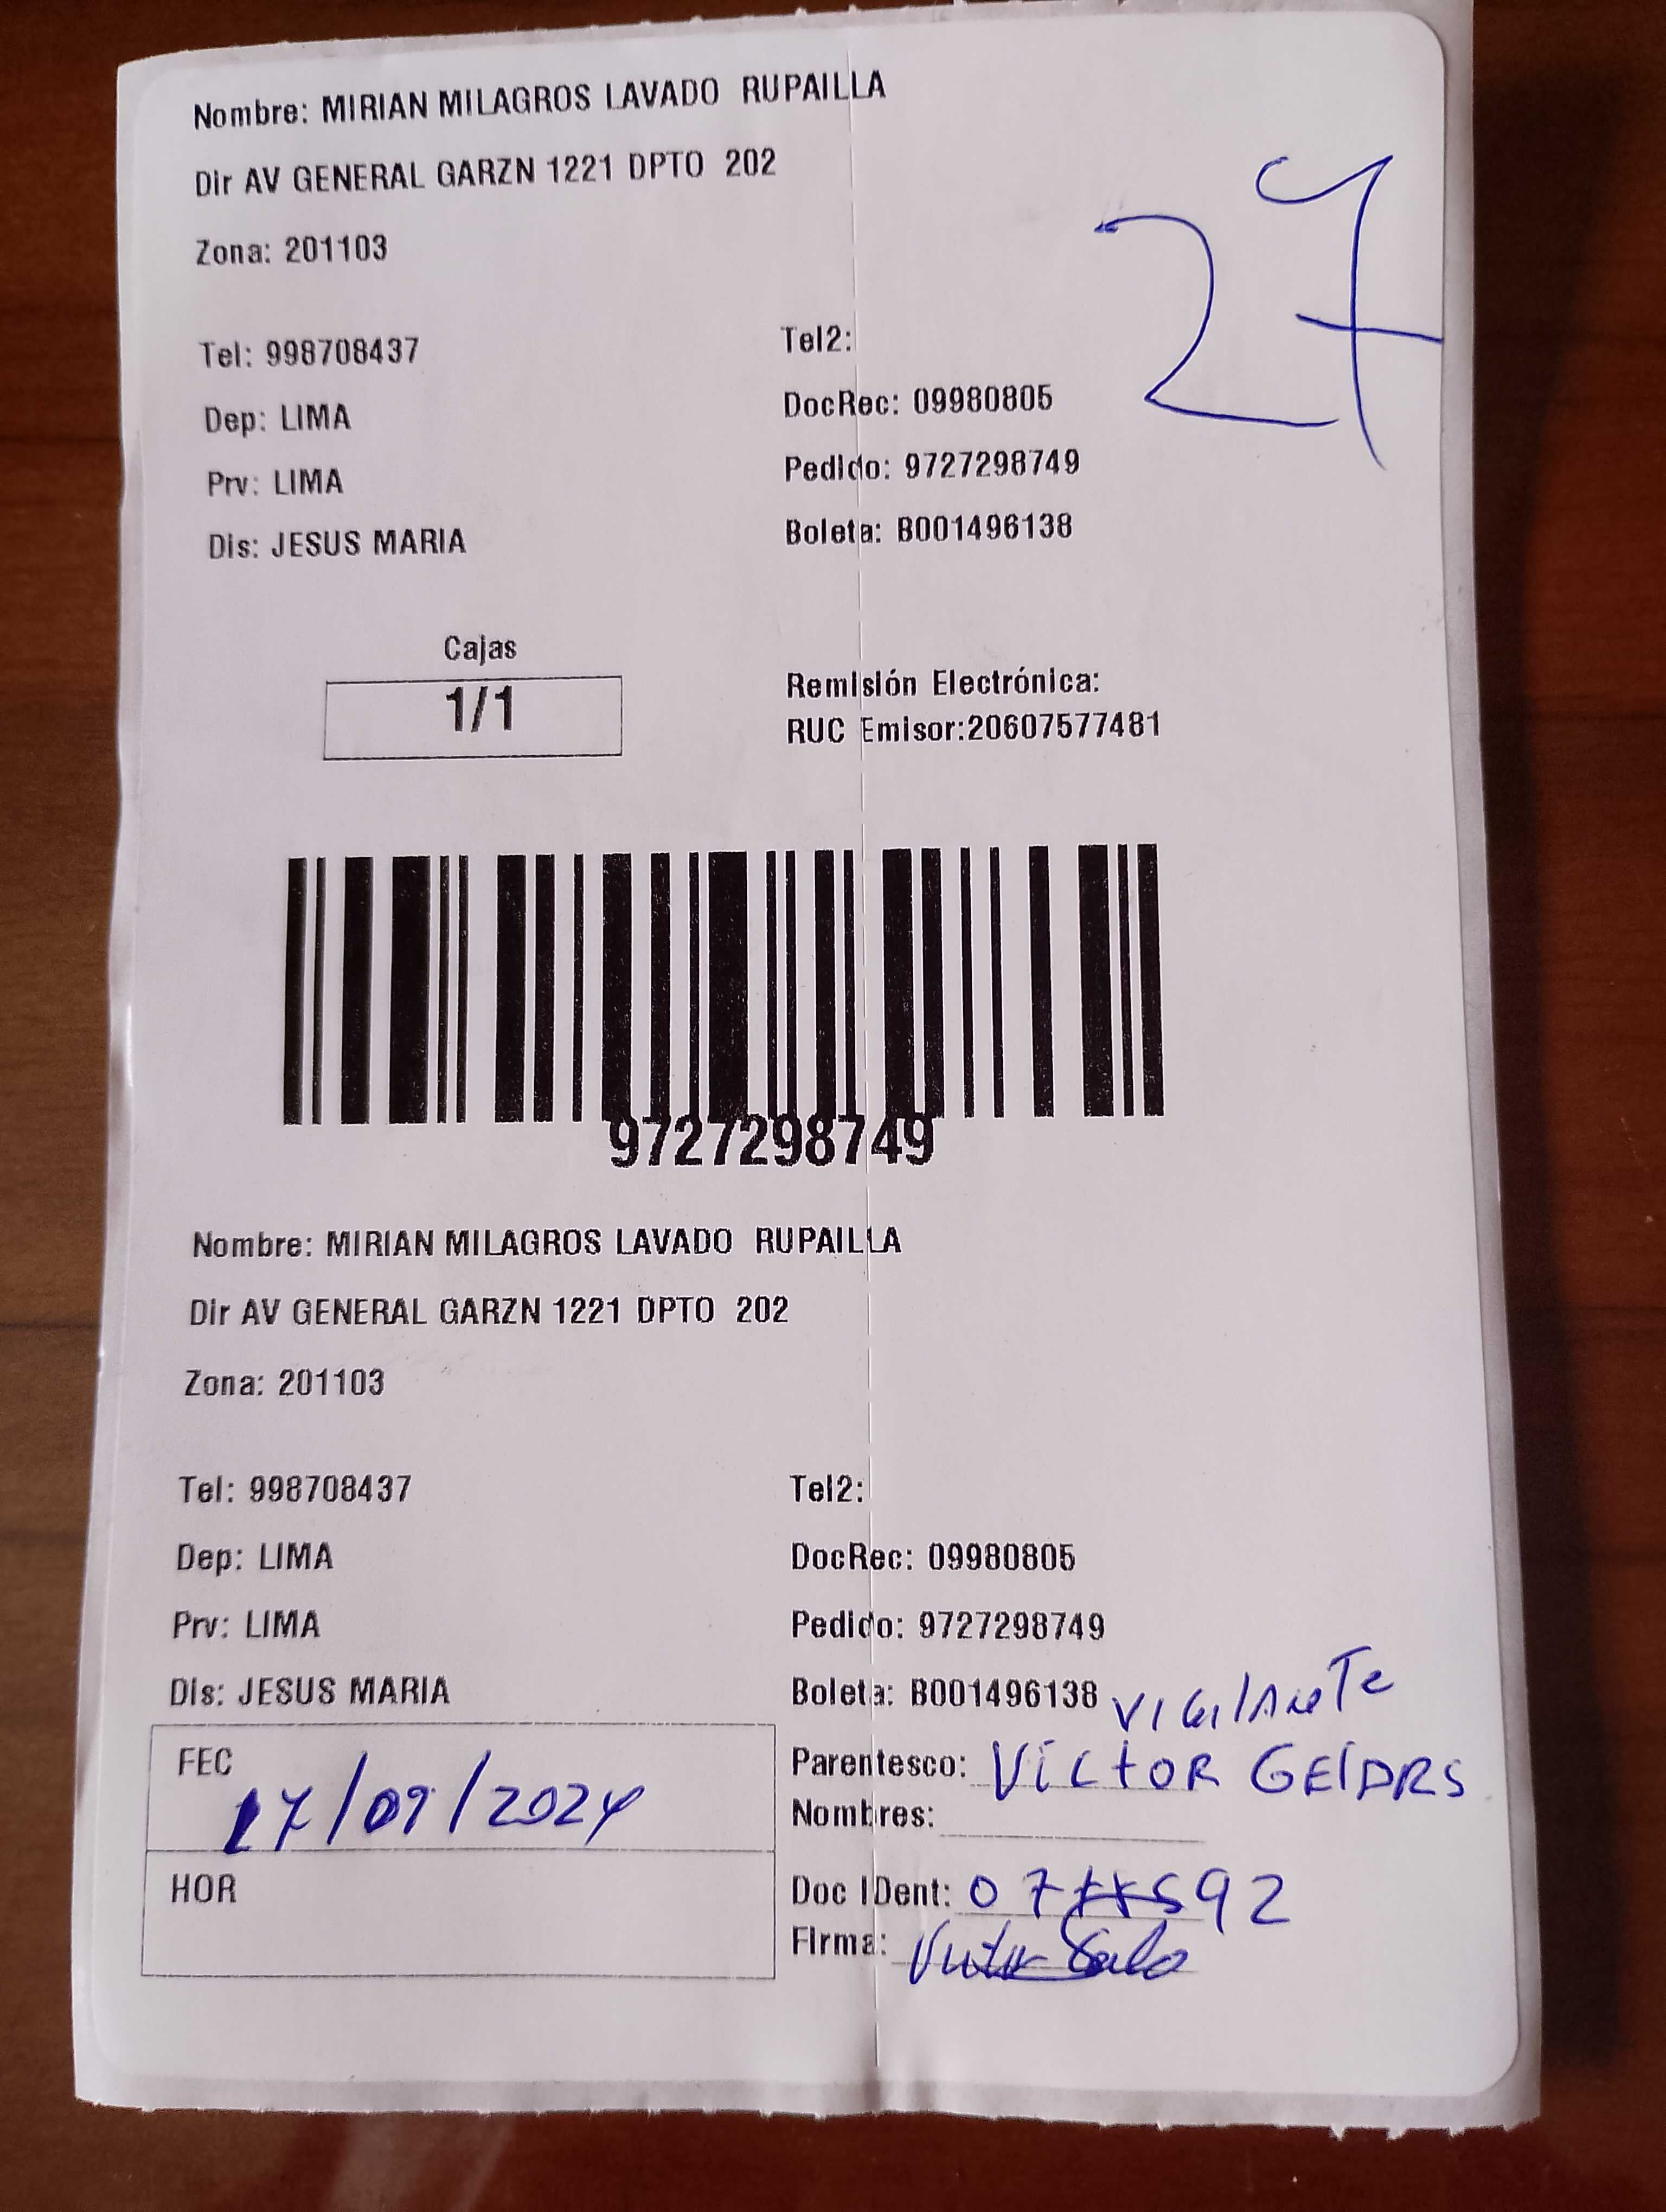 Nombre: MIRIAN MILAGROS LAVADO RUPAILLA
Dir AV GENERAL GARZN 1221 DPTO 202
Zona: 201103
27
Tel: 998708437 Tel2:
Dep: LIMA DocRec: 09980805
Prv: LIMA Pedido: 9727298749
Dis: JESUS MARIA Boleta: B001496138
Cajas
1/1
Remisión Electrónica:
RUC Emisor:20607577481
9727298749
Nombre: MIRIAN MILAGROS LAVADO RUPAILLA
Dir AV GENERAL GARZN 1221 DPTO 202
Zona: 201103
Tel: 998708437 Tel2:
Dep: LIMA DocRec: 09980805
Prv: LIMA Pedido: 9727298749
Dis: JESUS MARIA Boleta: B001496138 VIGILANTE
FEC 17/09/2024
Parentesco: VICTOR
Nombres:
HOR
Doc IDent:
Firma: